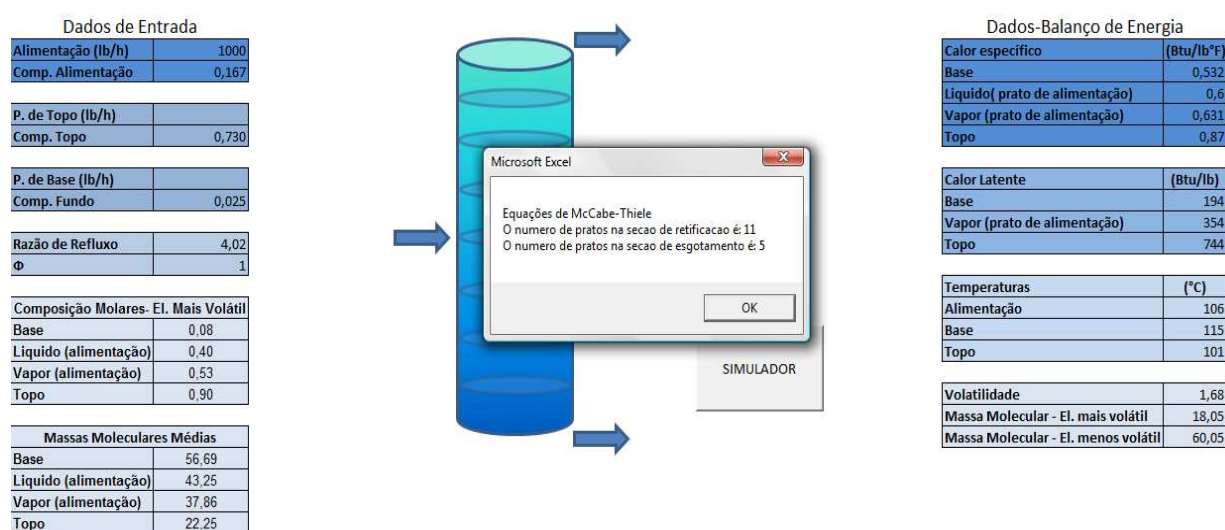 Dados de Entrada
Alimentação (lb/h) 1000
Comp. Alimentação 0,167
P. de Topo (lb/h)
Comp. Topo 0,730
P. de Base (lb/h)
Comp. Fundo 0,025
Razão de Refluxo 4,02
Φ 1
Composição Molares- El. Mais Volátil
Base 0,08
Liquido (alimentação) 0,40
Vapor (alimentação) 0,53
Topo 0,90
Massas Moleculares Médias
Base 56,69
Liquido (alimentação) 43,25
Vapor (alimentação) 37,86
Topo 22,25
Microsoft Excel
Equações de McCabe-Thiele
O numero de pratos na secao de retificacao é: 11
O numero de pratos na secao de esgotamento é: 5
OK
SIMULADOR
Dados-Balanço de Energia
Calor específico (Btu/lb°F)
Base 0,532
Liquido( prato de alimentação) 0,6
Vapor (prato de alimentação) 0,631
Topo 0,87
Calor Latente (Btu/lb)
Base 194
Vapor (prato de alimentação) 354
Topo 744
Temperaturas (°C)
Alimentação 106
Base 115
Topo 101
Volatilidade 1,68
Massa Molecular - El. mais volátil 18,05
Massa Molecular - El. menos volátil 60,05